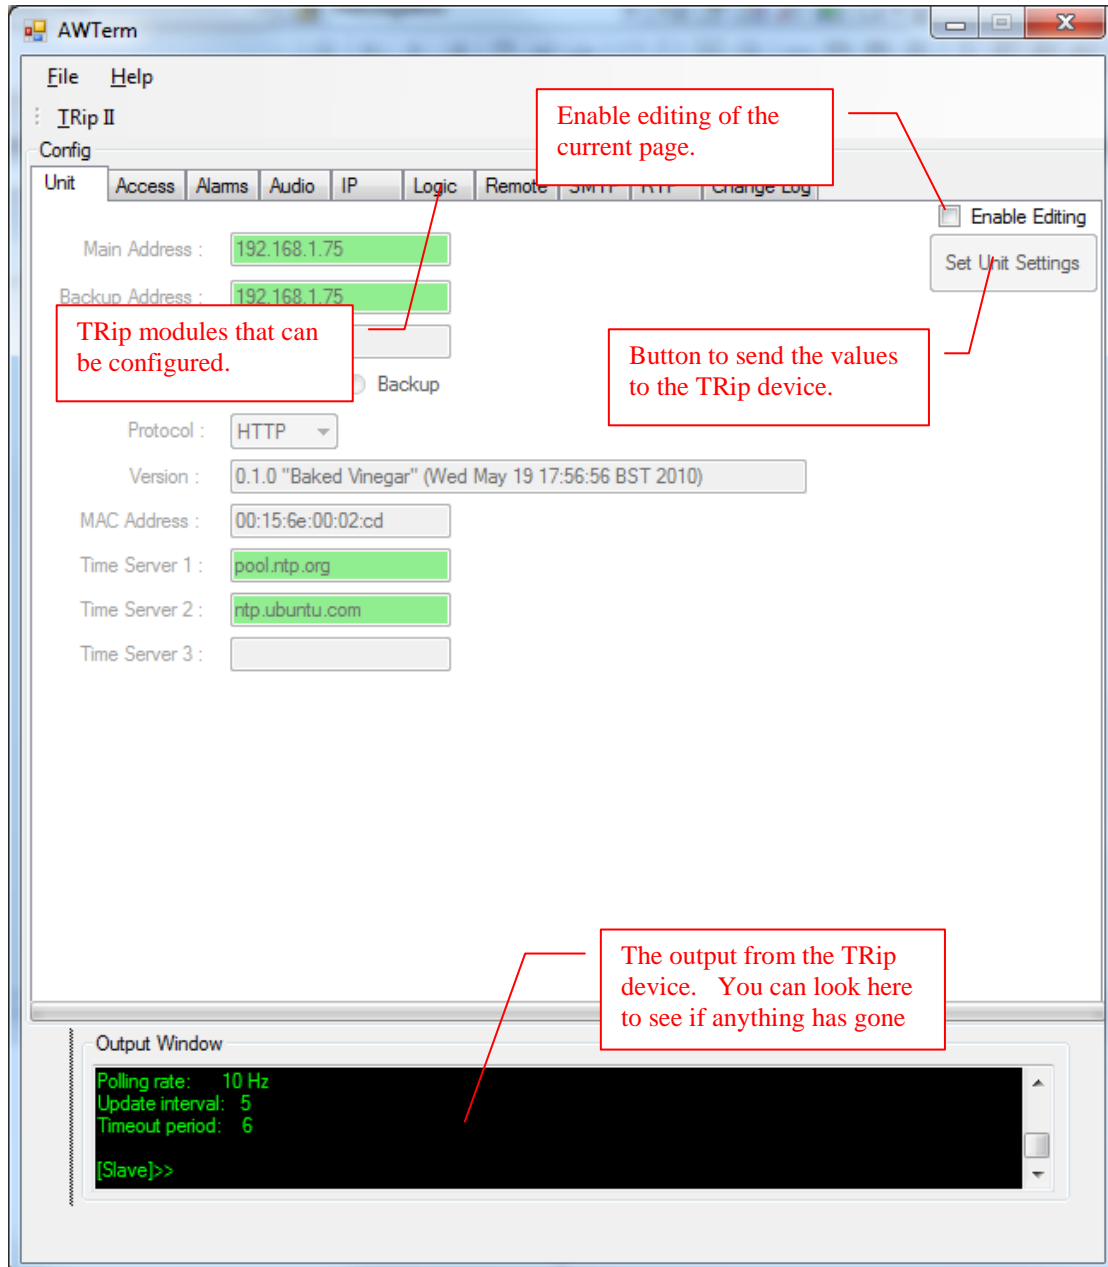 AWTerm
File Help
TRip II
Enable editing of the
current page.
Config
Unit Access Alarms Audio IP Logic Remote Change Log
Enable Editing
Main Address : 192.168.1.75
Set Unit Settings
Backup Address : 192.168.1.75
TRip modules that can
be configured.
Button to send the values
to the TRip device.
Backup
Protocol : HTTP
Version : 0.1.0 "Baked Vinegar" (Wed May 19 17:56:56 BST 2010)
MAC Address : 00:15:6e:00:02:cd
Time Server 1 : pool.ntp.org
Time Server 2 : ntp.ubuntu.com
Time Server 3 :
The output from the TRip
device. You can look here
to see if anything has gone
Output Window
Polling rate: 10 Hz
Update interval: 5
Timeout period: 6
[Slave]>>